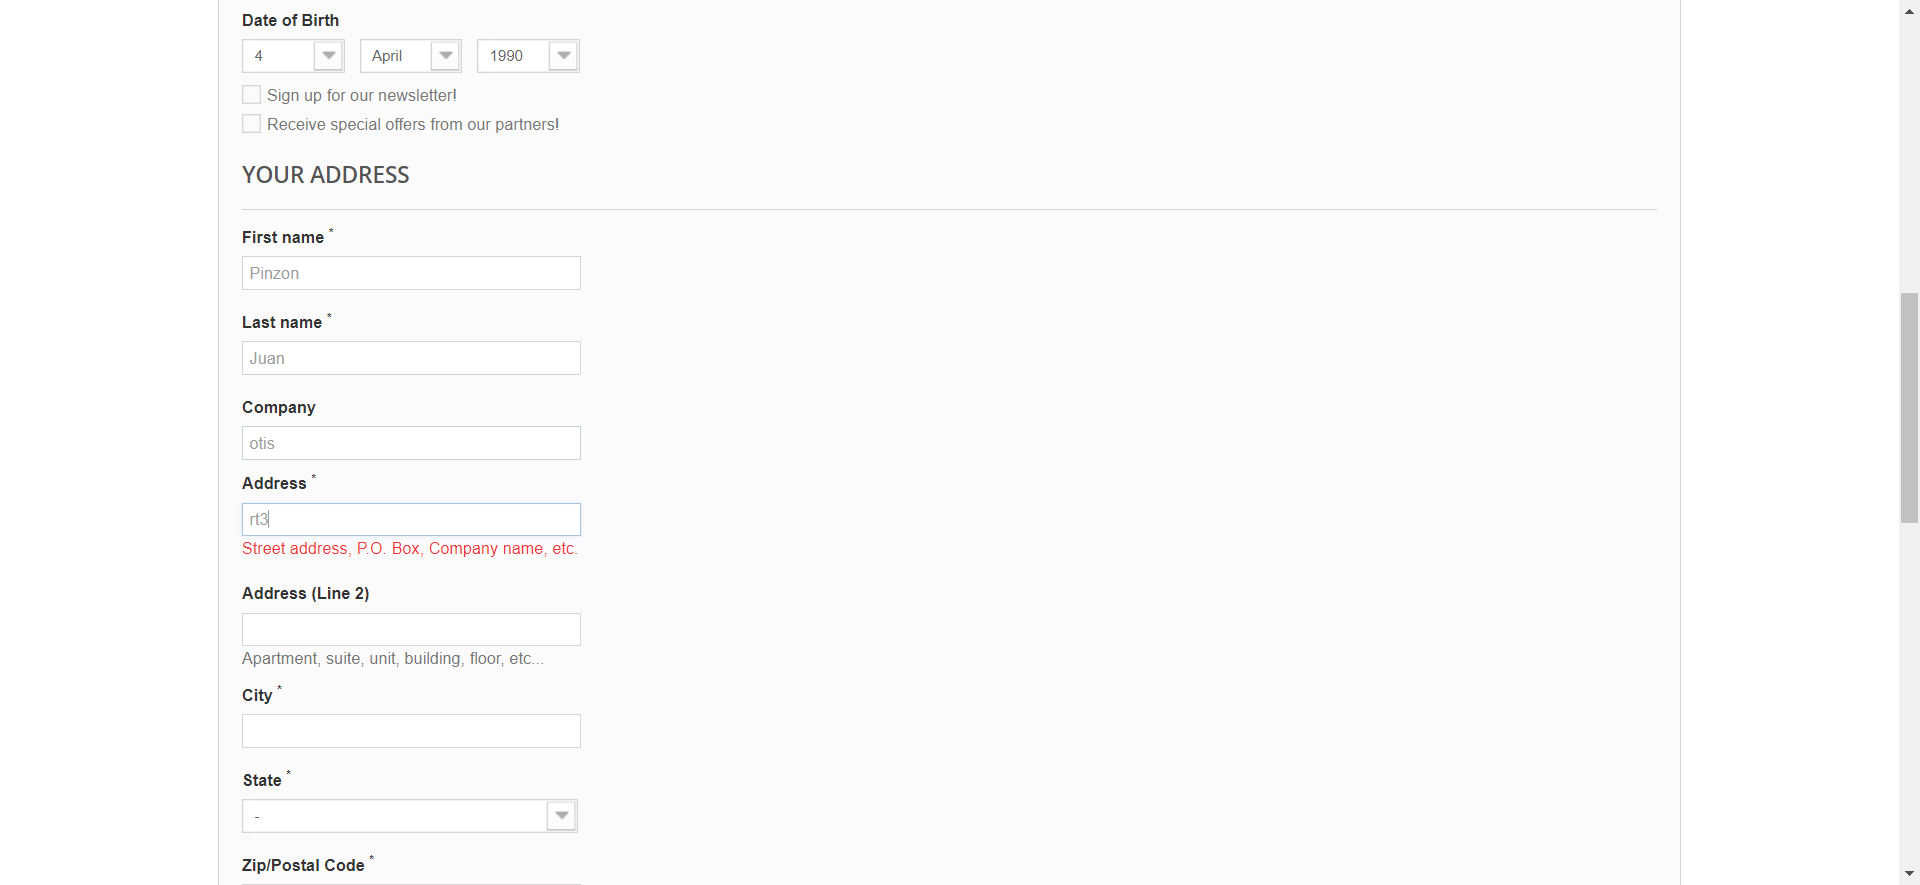 Date of Birth
4 April 1990
Sign up for our newsletter!
Receive special offers from our partners!
YOUR ADDRESS
First name *
Pinzon
Last name *
Juan
Company
otis
Address *
rt3
Street address, P.O. Box, Company name, etc.
Address (Line 2)
Apartment, suite, unit, building, floor, etc...
City *
State *
-
Zip/Postal Code *